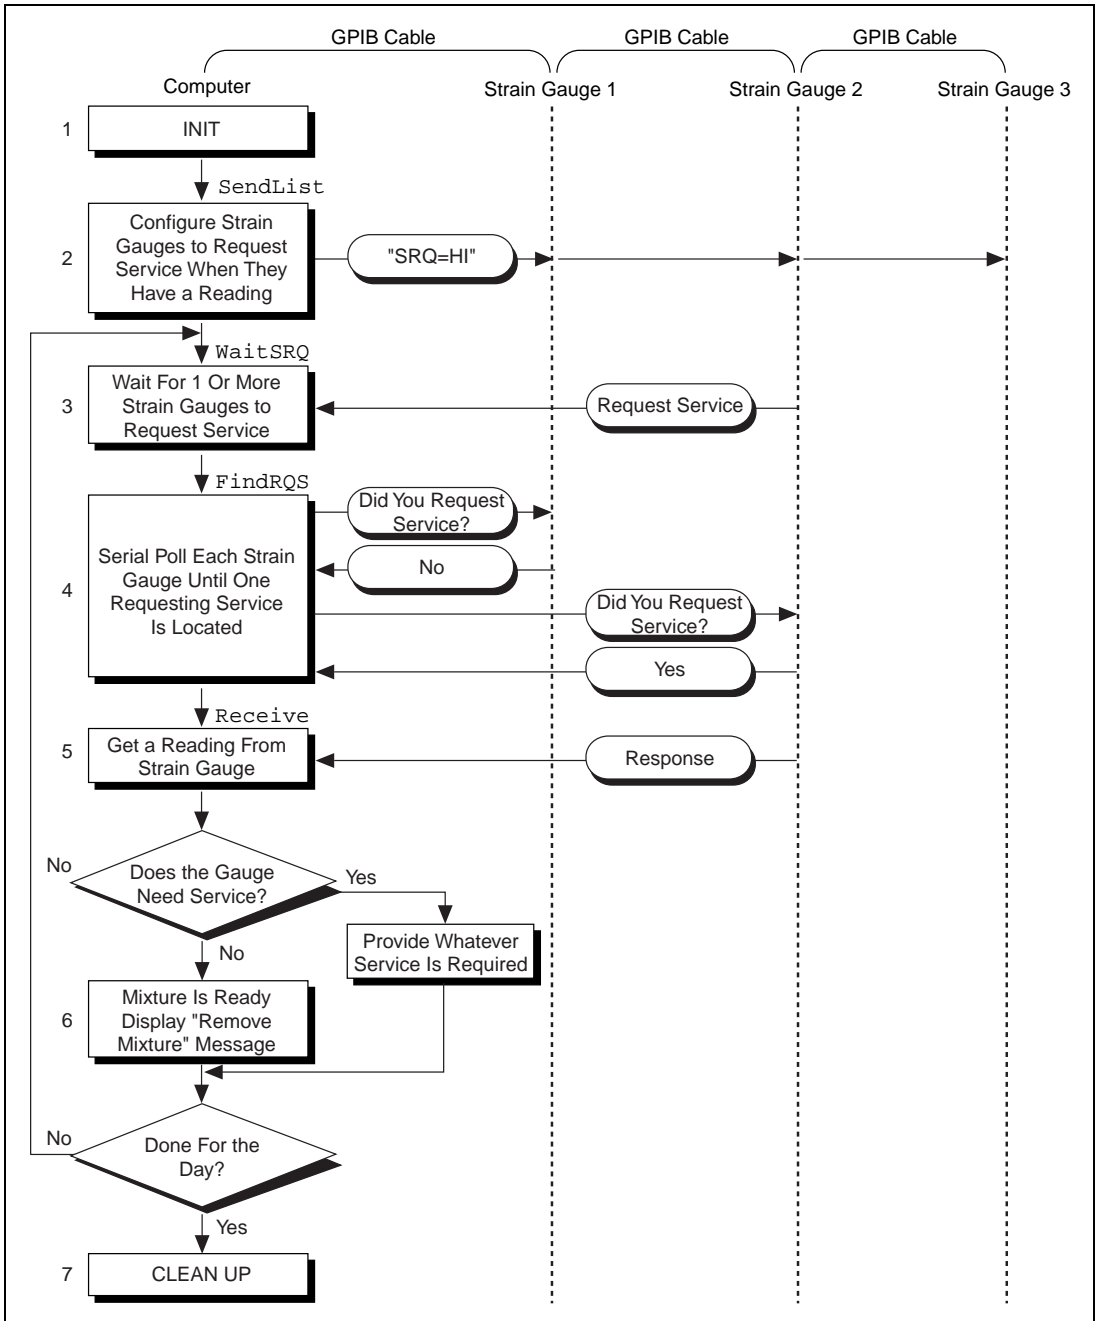 GPIB Cable
GPIB Cable
GPIB Cable
Computer
Strain Gauge 1
Strain Gauge 2
Strain Gauge 3
1
INIT
SendList
2
Configure Strain
Gauges to Request
Service When They
Have a Reading
"SRQ=HI"
WaitSRQ
3
Wait For 1 Or More
Strain Gauges to
Request Service
Request Service
FindRQS
4
Serial Poll Each Strain
Gauge Until One
Requesting Service
Is Located
Did You Request
Service?
No
Did You Request
Service?
Yes
Receive
5
Get a Reading From
Strain Gauge
Response
No
Does the Gauge
Need Service?
Yes
Provide Whatever
Service Is Required
No
6
Mixture Is Ready
Display "Remove
Mixture" Message
No
Done For the
Day?
Yes
7
CLEAN UP